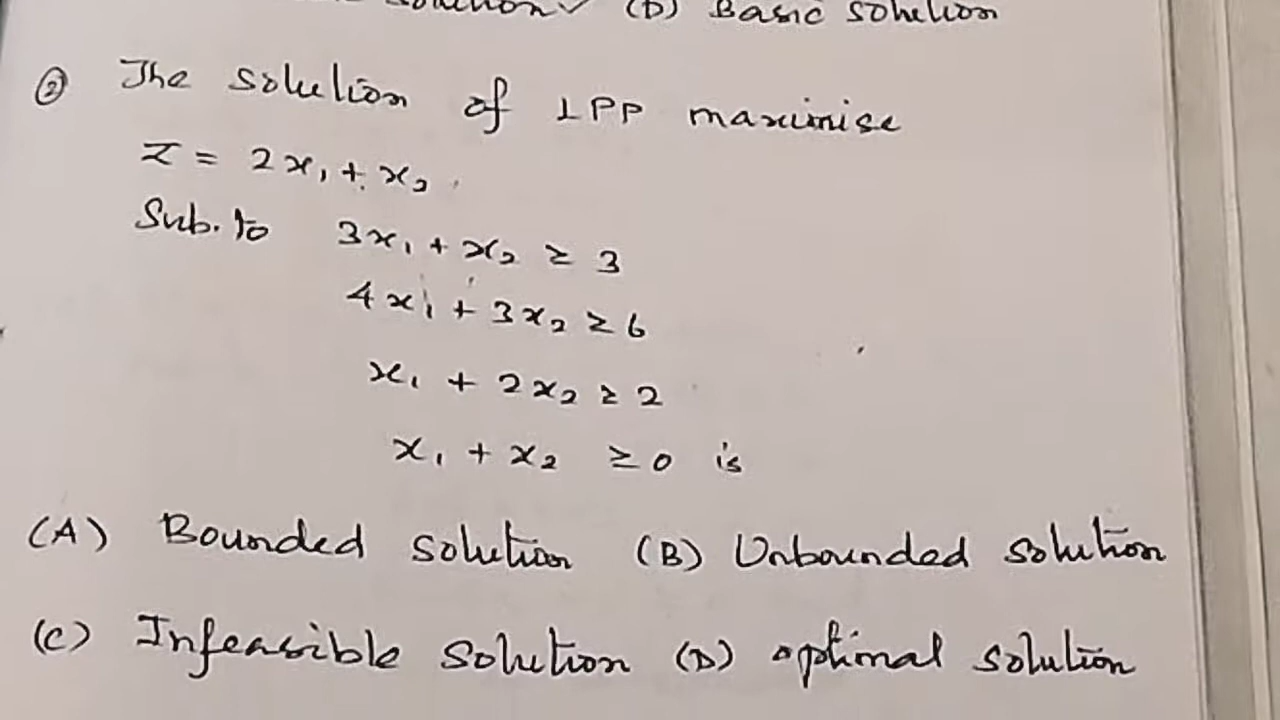 solution ✓ (D) Basic solution
② The solution of LPP maximise
Z = 2x₁ + x₂
Sub. to 3x₁ + x₂ ≥ 3
4x₁ + 3x₂ ≥ 6
x₁ + 2x₂ ≥ 2
x₁ + x₂ ≥ 0 is
(A) Bounded solution (B) Unbounded solution
(C) Infeasible solution (D) optimal solution